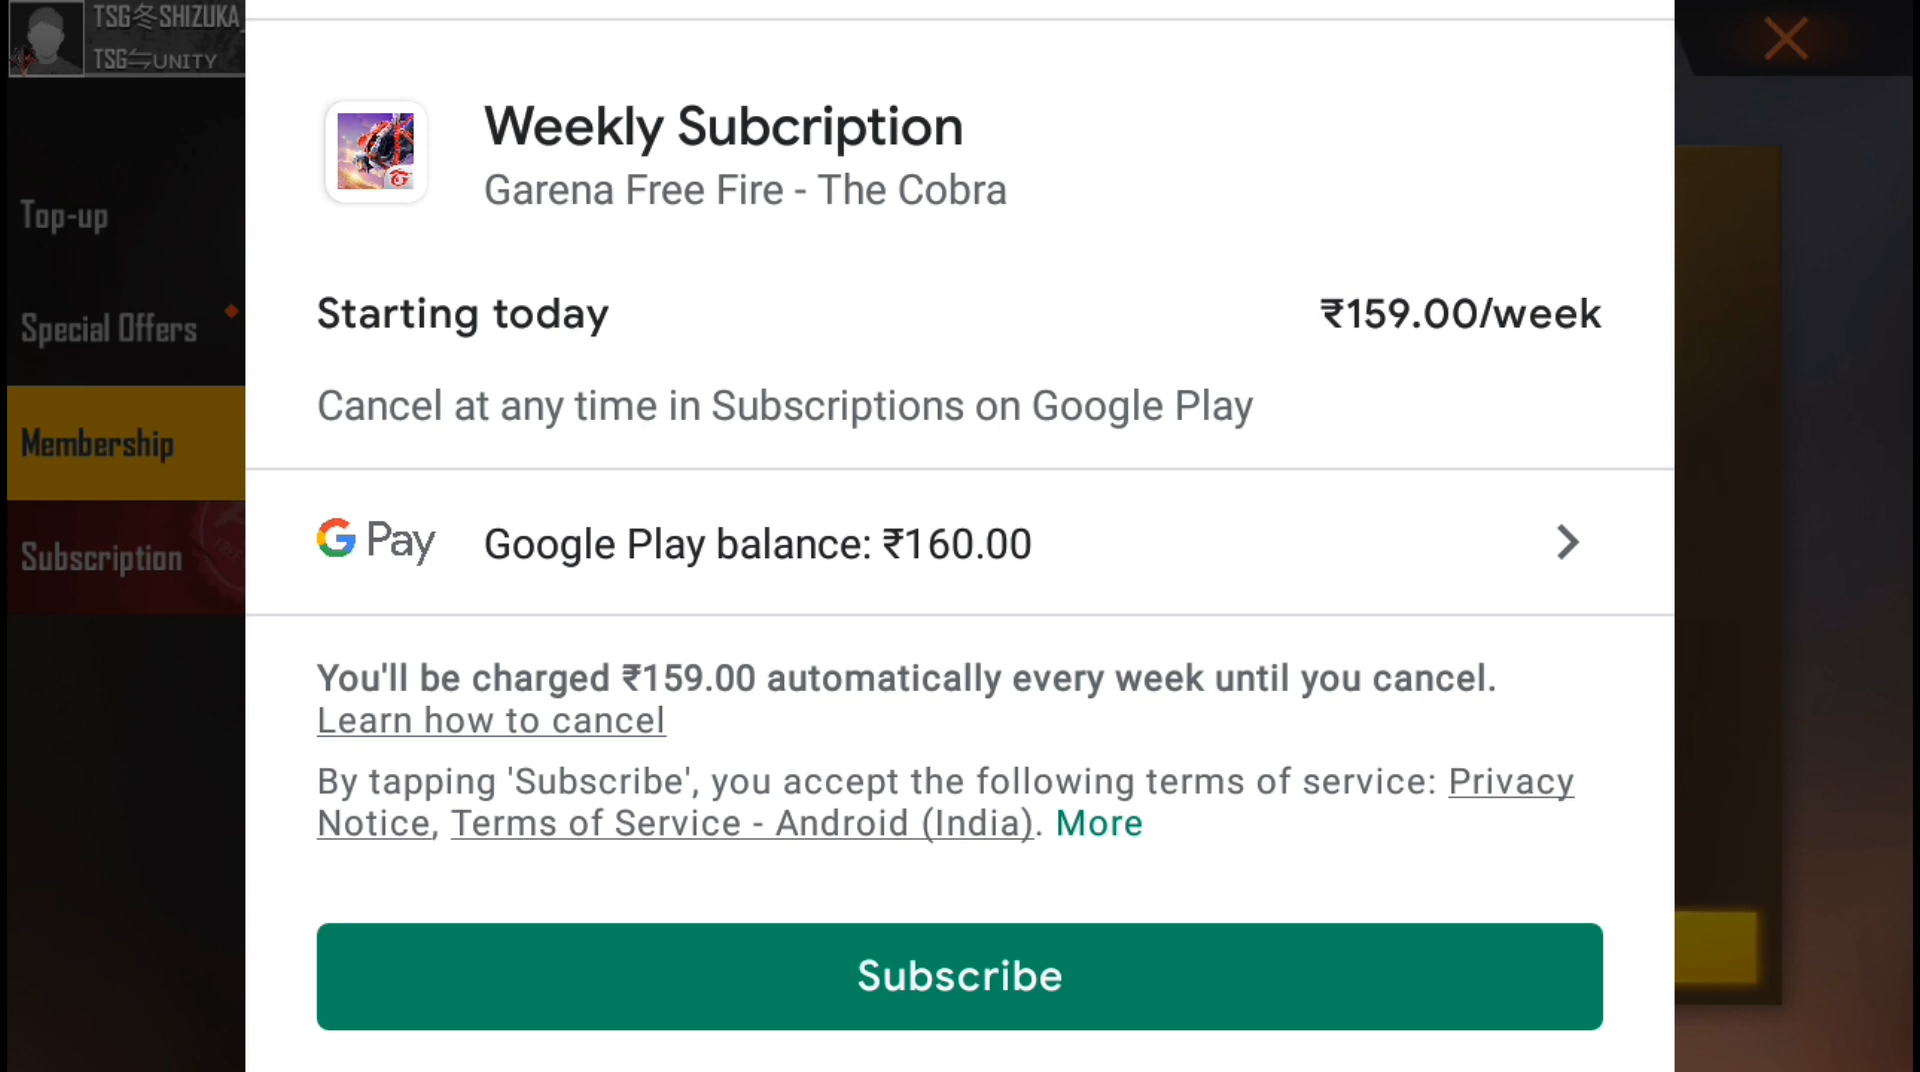 TSG冬SHIZUKA
TSG⇆UNITY
Weekly Subcription
Garena Free Fire - The Cobra
Top-up
Starting today
₹159.00/week
Special Offers
Cancel at any time in Subscriptions on Google Play
Membership
G Pay
Google Play balance: ₹160.00
Subscription
You'll be charged ₹159.00 automatically every week until you cancel.
Learn how to cancel
By tapping 'Subscribe', you accept the following terms of service: Privacy
Notice, Terms of Service - Android (India). More
Subscribe